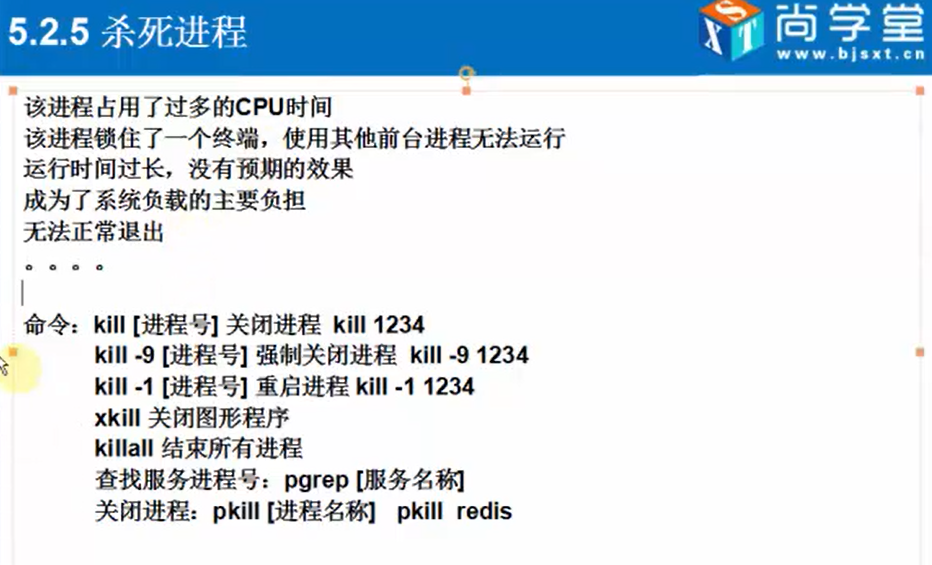 5.2.5 杀死进程
SXT 尚学堂
www.bjsxt.cn
该进程占用了过多的CPU时间
该进程锁住了一个终端，使用其他前台进程无法运行
运行时间过长，没有预期的效果
成为了系统负载的主要负担
无法正常退出
。。。。
命令：kill [进程号] 关闭进程 kill 1234
kill -9 [进程号] 强制关闭进程 kill -9 1234
kill -1 [进程号] 重启进程 kill -1 1234
xkill 关闭图形程序
killall 结束所有进程
查找服务进程号：pgrep [服务名称]
关闭进程：pkill [进程名称] pkill redis